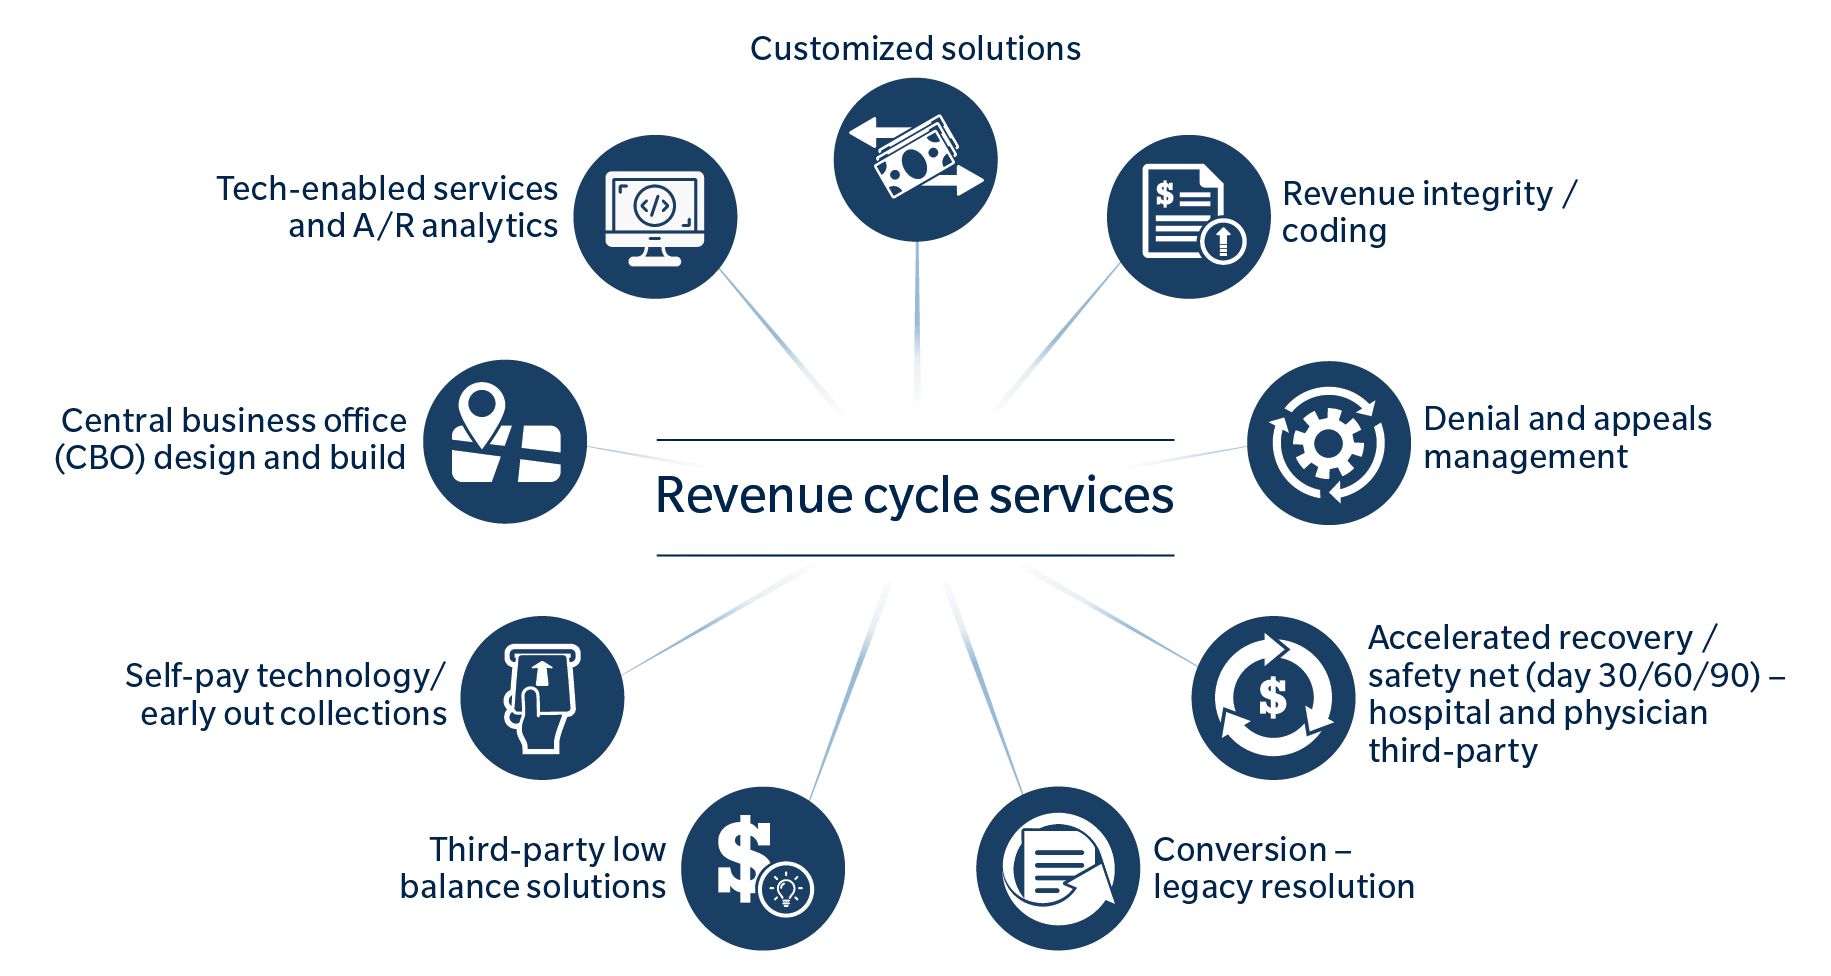 Customized solutions
Tech-enabled services
and A/R analytics
$
Revenue integrity /
coding
</>
Central business office
(CBO) design and build
Revenue cycle services
Denial and appeals
management
Self-pay technology/
early out collections
$
Accelerated recovery /
safety net (day 30/60/90) –
hospital and physician
third-party
Third-party low
balance solutions
$
Conversion –
legacy resolution